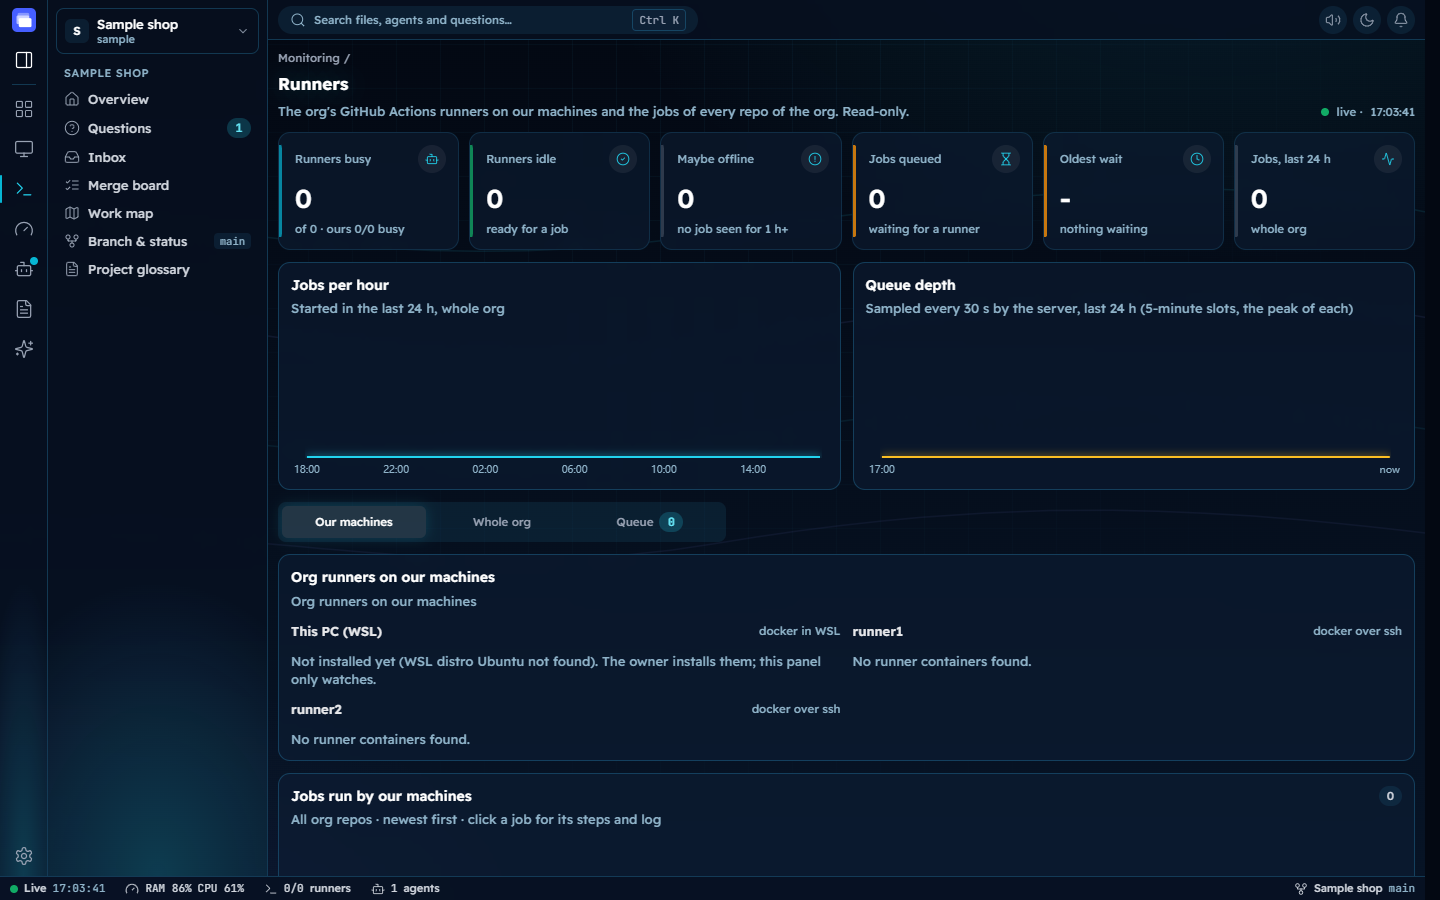 Sample shop
sample
S
Search files, agents and questions...
Ctrl K
SAMPLE SHOP
Overview
Questions
1
Inbox
Merge board
Work map
Branch & status
main
Project glossary
Monitoring /
Runners
The org's GitHub Actions runners on our machines and the jobs of every repo of the org. Read-only.
live · 17:03:41
Runners busy
0
of 0 · ours 0/0 busy
Runners idle
0
ready for a job
Maybe offline
0
no job seen for 1 h+
Jobs queued
0
waiting for a runner
Oldest wait
-
nothing waiting
Jobs, last 24 h
0
whole org
Jobs per hour
Started in the last 24 h, whole org
18:00 22:00 02:00 06:00 10:00 14:00
Queue depth
Sampled every 30 s by the server, last 24 h (5-minute slots, the peak of each)
17:00 now
Our machines
Whole org
Queue 0
Org runners on our machines
Org runners on our machines
This PC (WSL)
docker in WSL
Not installed yet (WSL distro Ubuntu not found). The owner installs them; this panel
only watches.
runner1
docker over ssh
No runner containers found.
runner2
docker over ssh
No runner containers found.
Jobs run by our machines
0
All org repos · newest first · click a job for its steps and log
Live 17:03:41
RAM 86% CPU 61%
0/0 runners
1 agents
Sample shop main